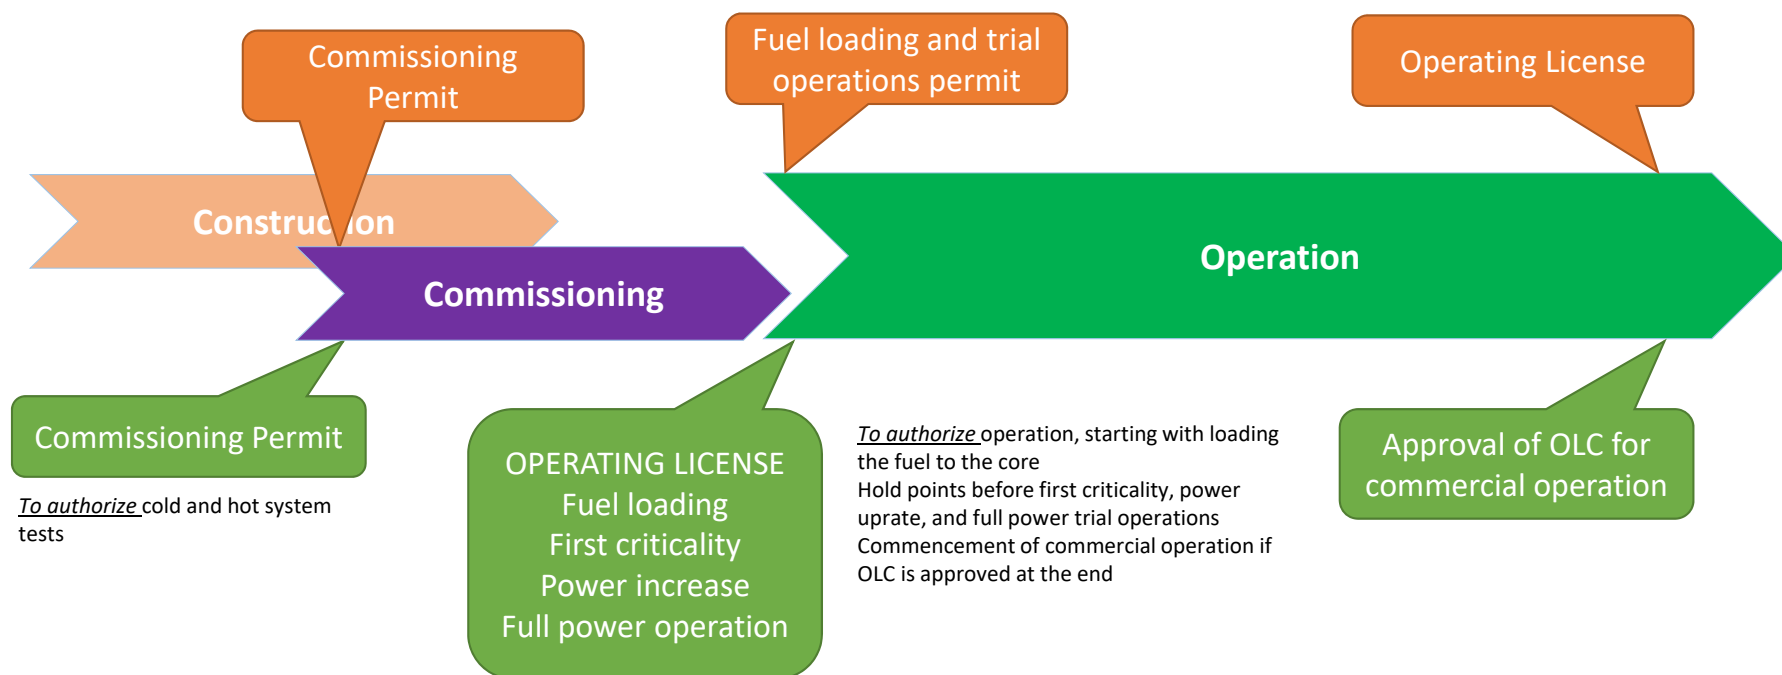 Commissioning
Permit
Fuel loading and trial
operations permit
Operating License
Construction
Commissioning
Operation
Commissioning Permit
To authorize cold and hot system
tests
OPERATING LICENSE
Fuel loading
First criticality
Power increase
Full power operation
To authorize operation, starting with loading
the fuel to the core
Hold points before first criticality, power
uprate, and full power trial operations
Commencement of commercial operation if
OLC is approved at the end
Approval of OLC for
commercial operation